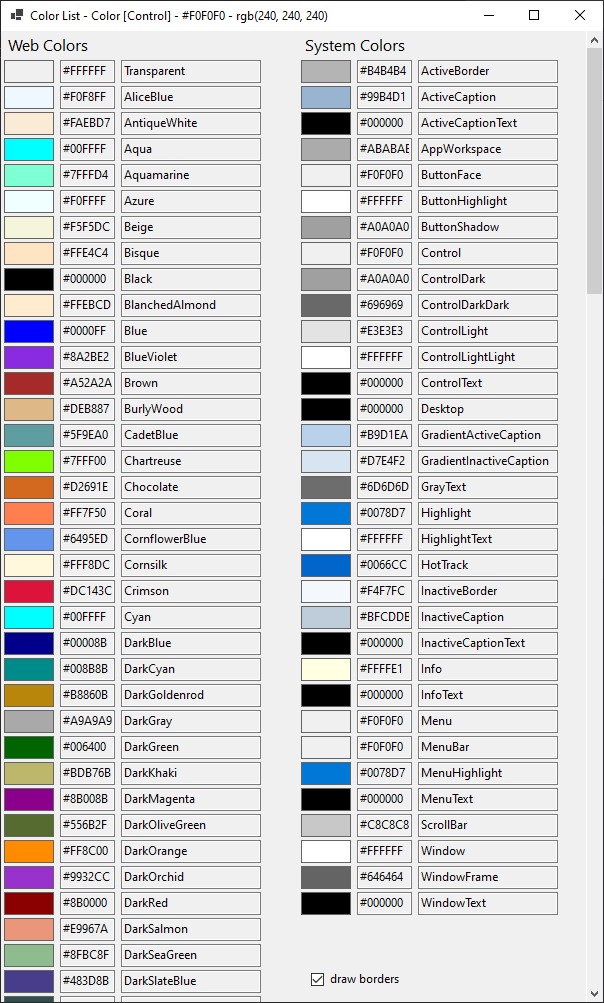 Color List - Color [Control] - #F0F0F0 - rgb(240, 240, 240)
Web Colors
#FFFFFF Transparent
#F0F8FF AliceBlue
#FAEBD7 AntiqueWhite
#00FFFF Aqua
#7FFFD4 Aquamarine
#F0FFFF Azure
#F5F5DC Beige
#FFE4C4 Bisque
#000000 Black
#FFEBCD BlanchedAlmond
#0000FF Blue
#8A2BE2 BlueViolet
#A52A2A Brown
#DEB887 BurlyWood
#5F9EA0 CadetBlue
#7FFF00 Chartreuse
#D2691E Chocolate
#FF7F50 Coral
#6495ED CornflowerBlue
#FFF8DC Cornsilk
#DC143C Crimson
#00FFFF Cyan
#00008B DarkBlue
#008B8B DarkCyan
#B8860B DarkGoldenrod
#A9A9A9 DarkGray
#006400 DarkGreen
#BDB76B DarkKhaki
#8B008B DarkMagenta
#556B2F DarkOliveGreen
#FF8C00 DarkOrange
#9932CC DarkOrchid
#8B0000 DarkRed
#E9967A DarkSalmon
#8FBC8F DarkSeaGreen
#483D8B DarkSlateBlue
System Colors
#B4B4B4 ActiveBorder
#99B4D1 ActiveCaption
#000000 ActiveCaptionText
#ABABAB AppWorkspace
#F0F0F0 ButtonFace
#FFFFFF ButtonHighlight
#A0A0A0 ButtonShadow
#F0F0F0 Control
#A0A0A0 ControlDark
#696969 ControlDarkDark
#E3E3E3 ControlLight
#FFFFFF ControlLightLight
#000000 ControlText
#000000 Desktop
#B9D1EA GradientActiveCaption
#D7E4F2 GradientInactiveCaption
#6D6D6D GrayText
#0078D7 Highlight
#FFFFFF HighlightText
#0066CC HotTrack
#F4F7FC InactiveBorder
#BFCDDB InactiveCaption
#000000 InactiveCaptionText
#FFFFE1 Info
#000000 InfoText
#F0F0F0 Menu
#F0F0F0 MenuBar
#0078D7 MenuHighlight
#000000 MenuText
#C8C8C8 ScrollBar
#FFFFFF Window
#646464 WindowFrame
#000000 WindowText
draw borders